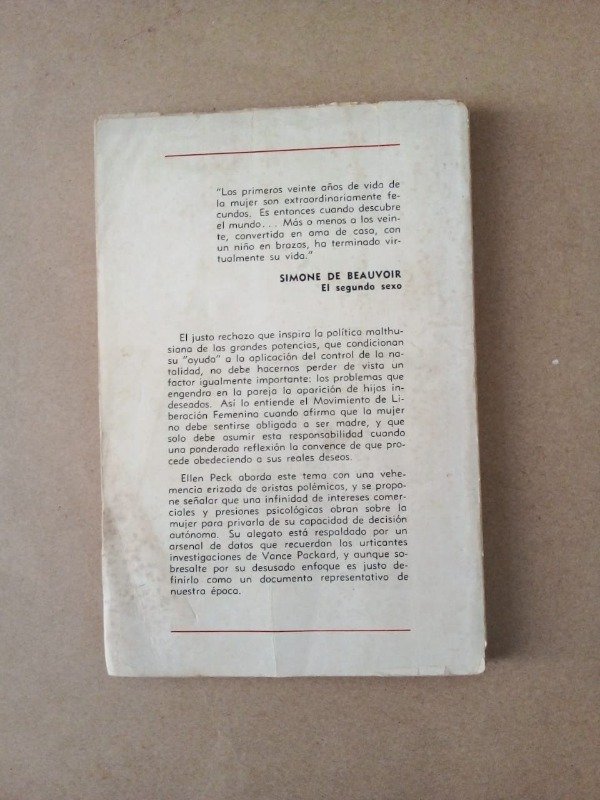 "Los primeros veinte años de vida de
la mujer son extraordinariamente fe-
cundos. Es entonces cuando descubre
el mundo... Más o menos a los vein-
te, convertida en ama de casa, con
un niño en brazos, ha terminado vir-
tualmente su vida."
SIMONE DE BEAUVOIR
El segundo sexo
El justo rechazo que inspira la política malthu-
siana de las grandes potencias, que condicionan
su "ayuda" a la aplicación del control de la na-
talidad, no debe hacernos perder de vista un
factor igualmente importante: los problemas que
engendra en la pareja la aparición de hijos in-
deseados. Así lo entiende el Movimiento de Li-
beración Femenina cuando afirma que la mujer
no debe sentirse obligada a ser madre, y que
solo debe asumir esta responsabilidad cuando
una ponderada reflexión la convence de que pro-
cede obedeciendo a sus reales deseos.
Ellen Peck aborda este tema con una vehe-
mencia erizada de aristas polémicas, y se propo-
ne señalar que una infinidad de intereses comer-
ciales y presiones psicológicas obran sobre la
mujer para privarla de su capacidad de decisión
autónoma. Su alegato está respaldado por un
arsenal de datos que recuerdan los urticantes
investigaciones de Vance Packard, y aunque so-
bresalte por su desusado enfoque es justo de-
finirlo como un documento representativo de
nuestra época.